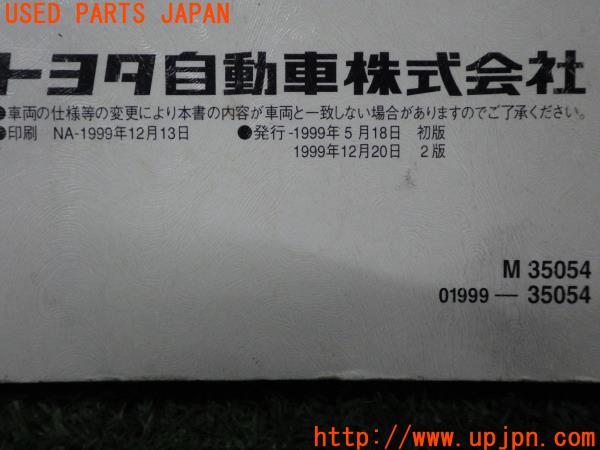 USED PARTS JAPAN
トヨタ自動車株式会社
●車両の仕様等の変更により本書の内容が車両と一致しない場合がありますのでご了承ください。
●印刷 NA-1999年12月13日 ●発行-1999年5月18日 初版
1999年12月20日 2版
M 35054
01999—35054
http://www.upjpn.com/